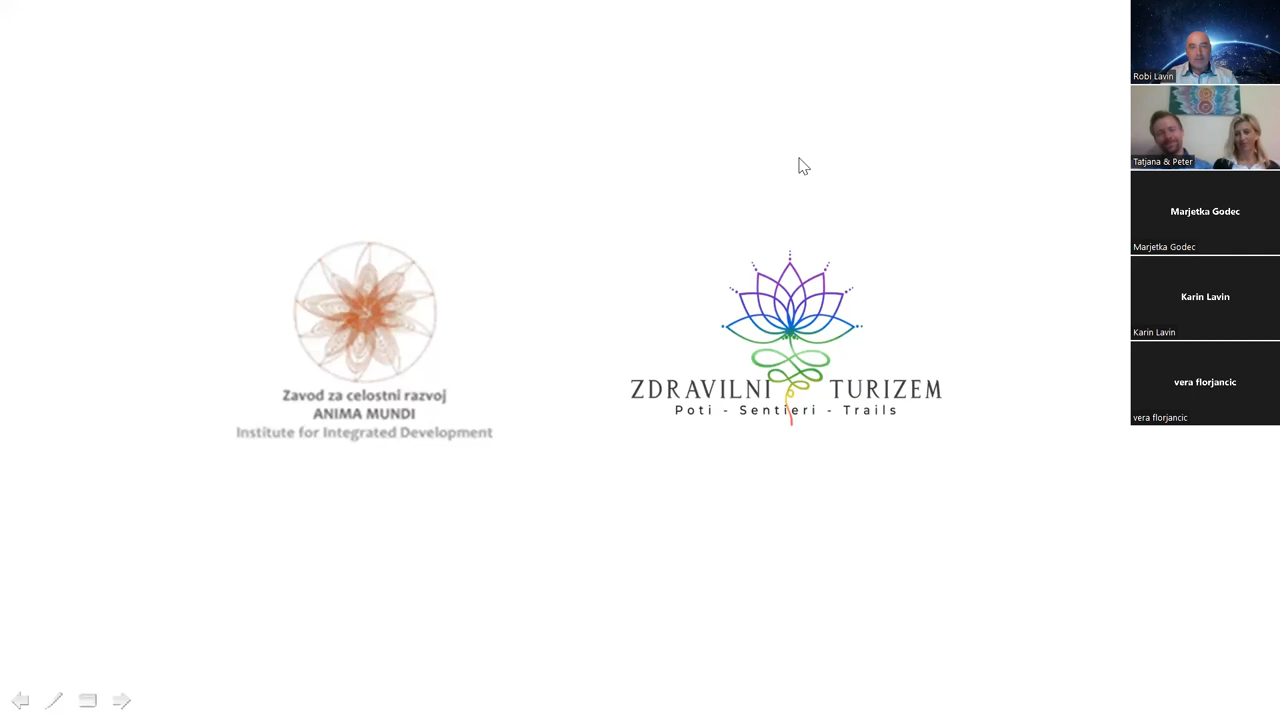 Zavod za celostni razvoj
ANIMA MUNDI
Institute for Integrated Development
ZDRAVILNI TURIZEM
Poti - Sentieri - Trails
Robi Lavin
Tatjana & Peter
Marjetka Godec
Marjetka Godec
Karin Lavin
Karin Lavin
vera florjancic
vera florjancic